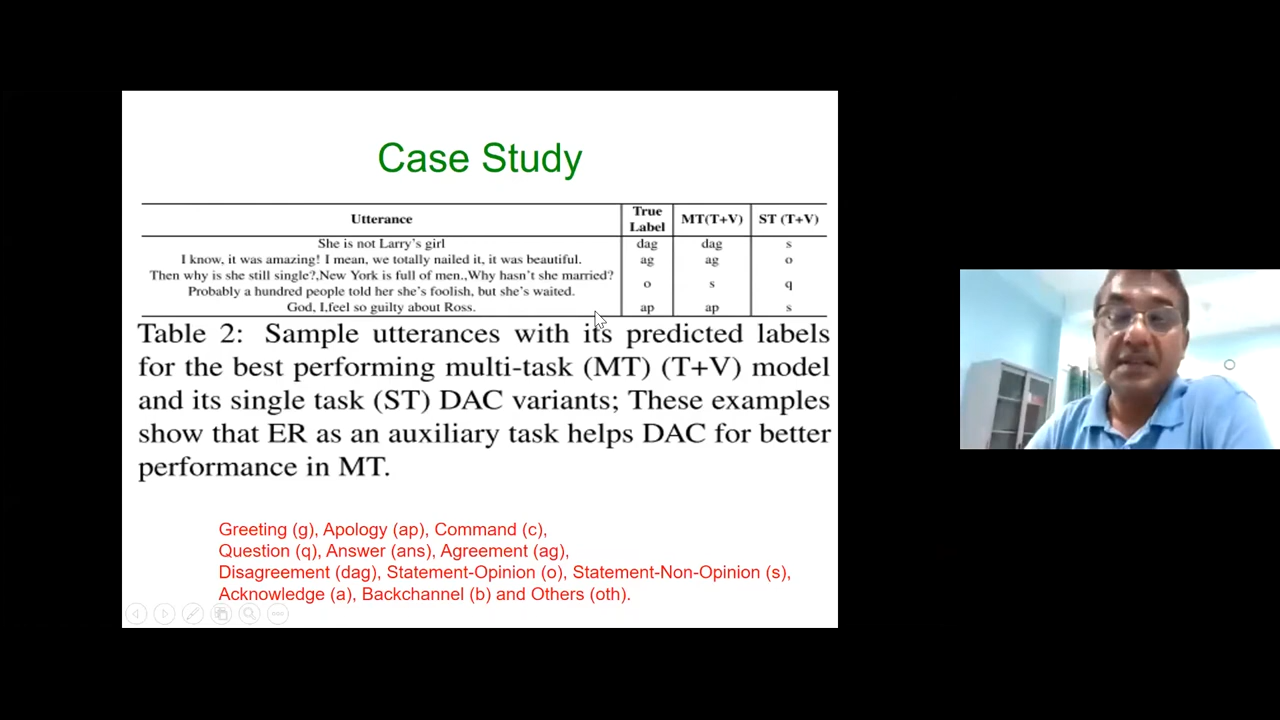 Case Study
Utterance
True Label
MT(T+V)
ST (T+V)
She is not Larry's girl dag dag s
I know, it was amazing! I mean, we totally nailed it, it was beautiful. ag ag o
Then why is she still single?,New York is full of men.,Why hasn't she married?
Probably a hundred people told her she's foolish, but she's waited. o s q
God, I,feel so guilty about Ross. ap ap s
Table 2: Sample utterances with its predicted labels
for the best performing multi-task (MT) (T+V) model
and its single task (ST) DAC variants; These examples
show that ER as an auxiliary task helps DAC for better
performance in MT.
Greeting (g), Apology (ap), Command (c),
Question (q), Answer (ans), Agreement (ag),
Disagreement (dag), Statement-Opinion (o), Statement-Non-Opinion (s),
Acknowledge (a), Backchannel (b) and Others (oth).